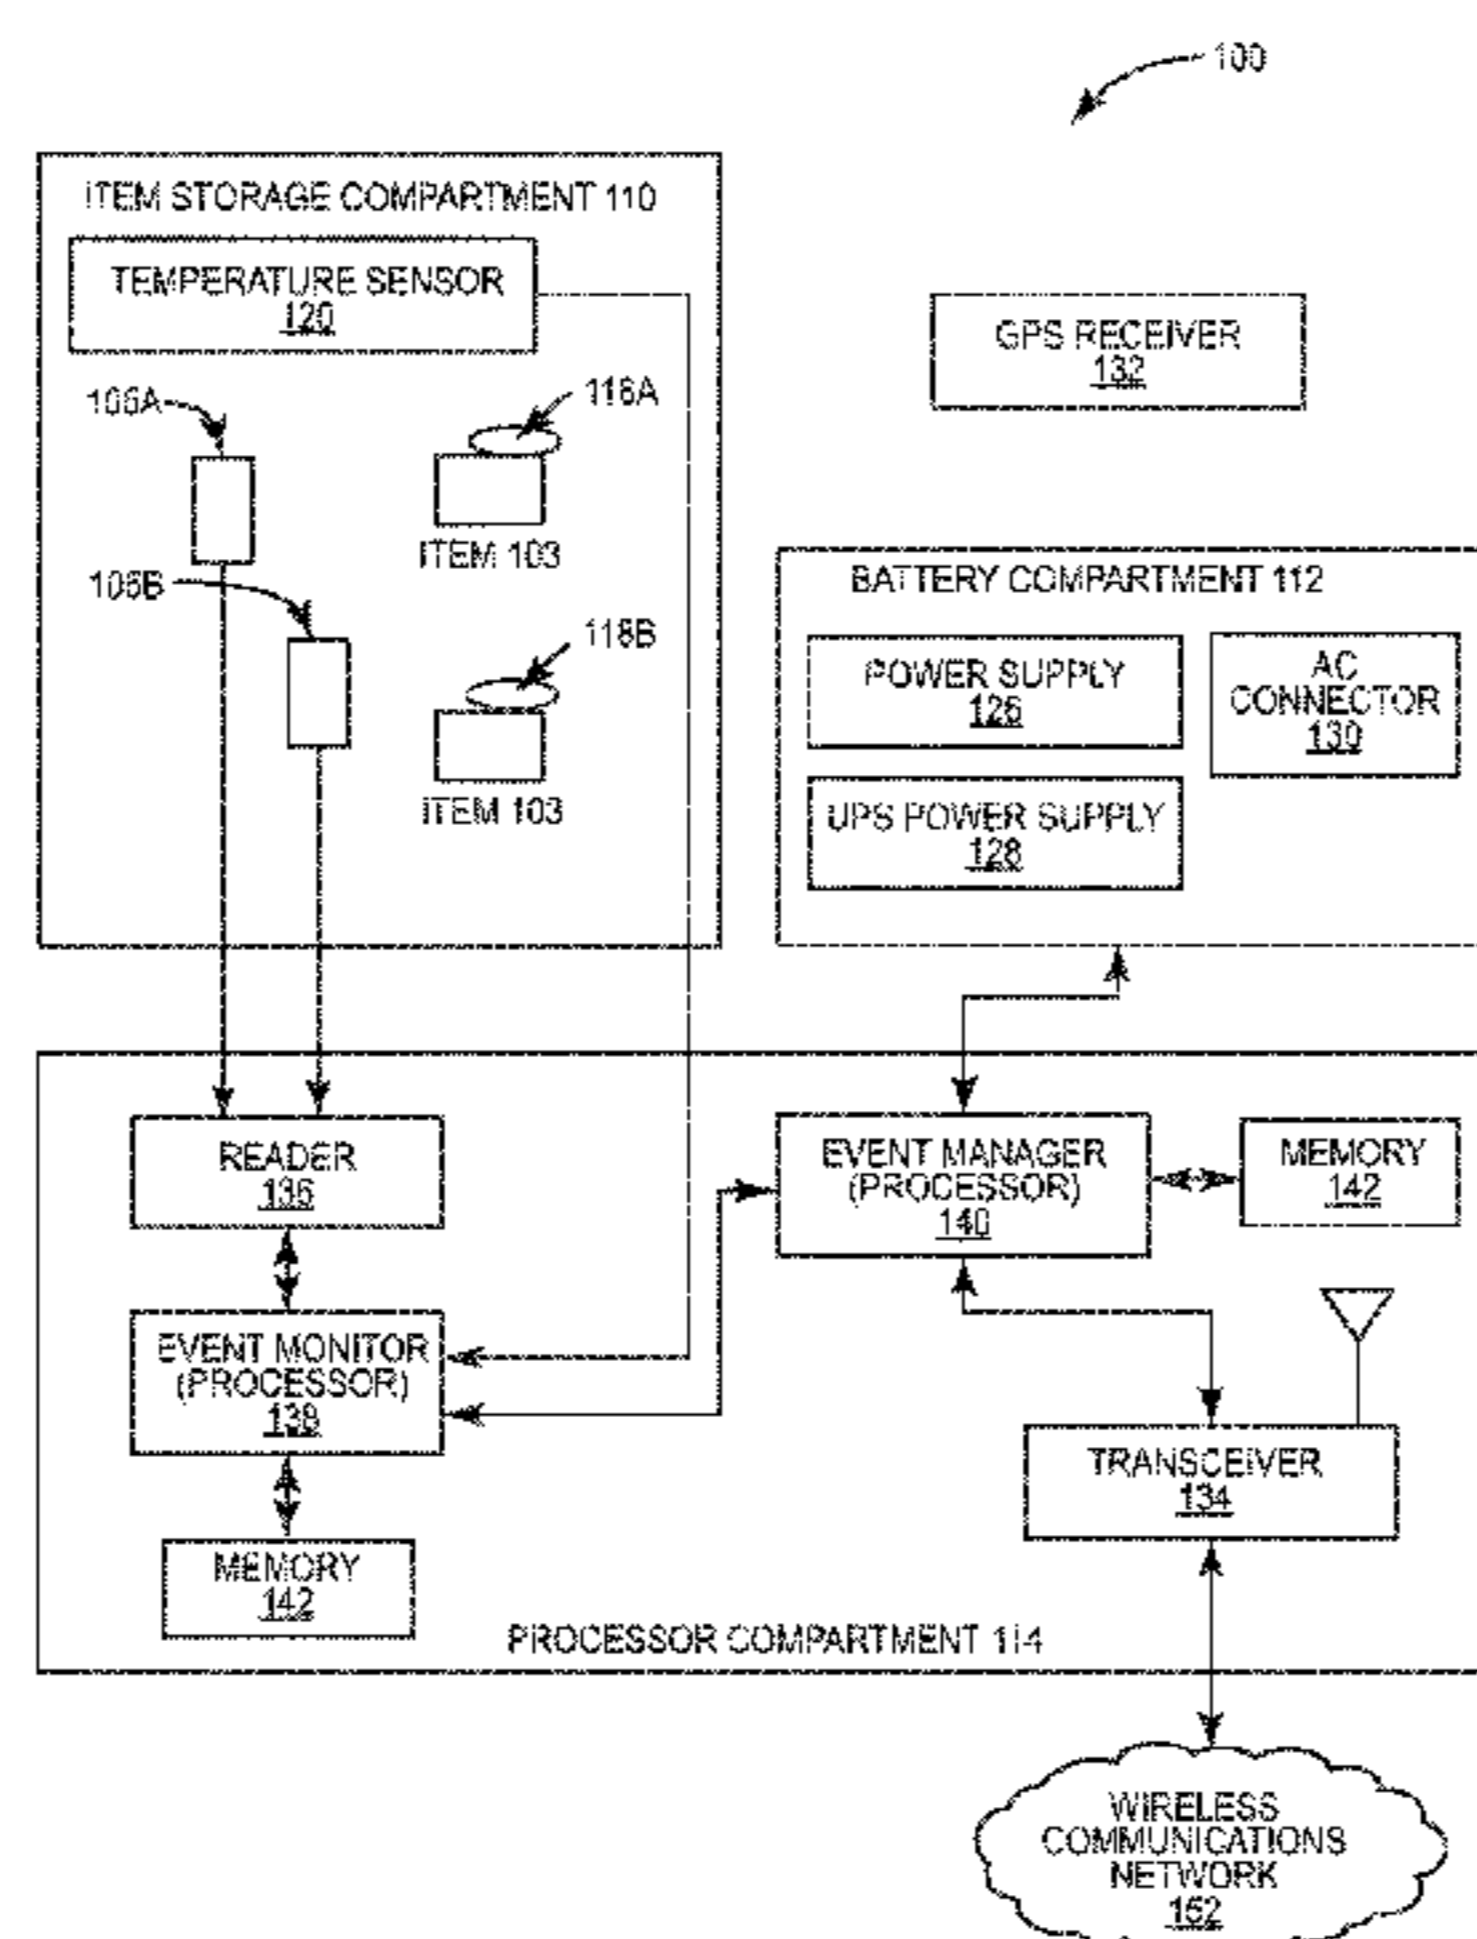 100
ITEM STORAGE COMPARTMENT 110
TEMPERATURE SENSOR
120
GPS RECEIVER
132
106A
118A
ITEM 103
106B
118B
ITEM 103
BATTERY COMPARTMENT 112
POWER SUPPLY
126
AC
CONNECTOR
130
UPS POWER SUPPLY
128
READER
136
EVENT MANAGER
(PROCESSOR)
140
MEMORY
142
EVENT MONITOR
(PROCESSOR)
138
TRANSCEIVER
134
MEMORY
142
PROCESSOR COMPARTMENT 114
WIRELESS
COMMUNICATIONS
NETWORK
152